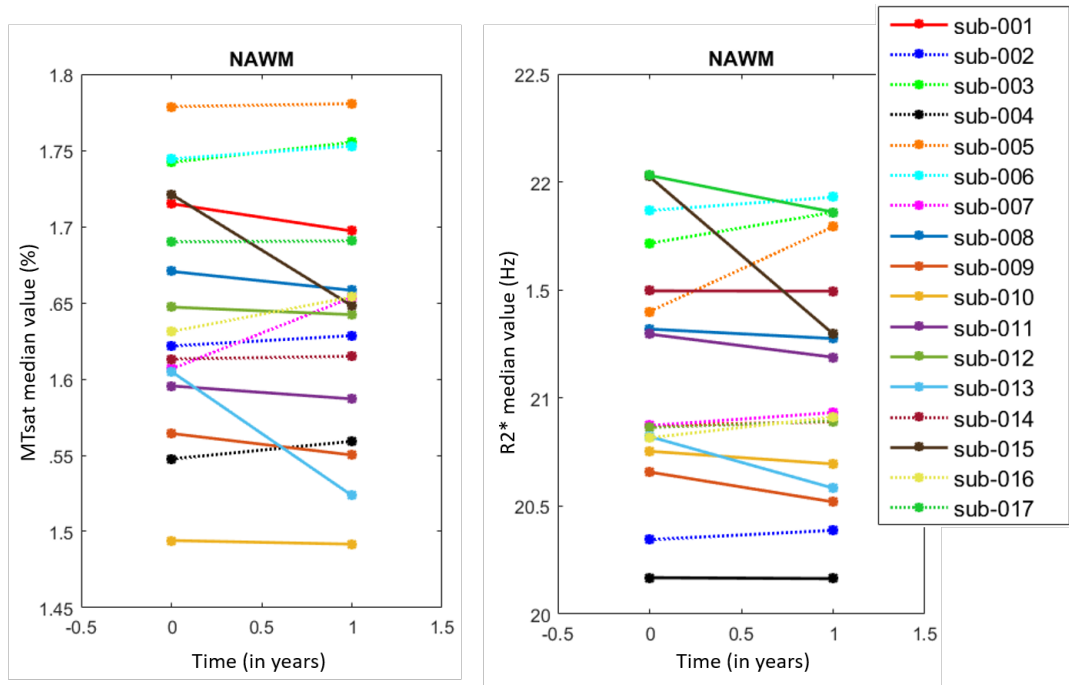 NAWM
MTsat median value (%)
1.8
1.75
1.7
.65
1.6
.55
1.5
1.45
-0.5
0
0.5
1
1.5
Time (in years)
NAWM
R2* median value (Hz)
22.5
22
1.5
21
20.5
20
-0.5
0
0.5
1
1.5
Time (in years)
sub-001
sub-002
sub-003
sub-004
sub-005
sub-006
sub-007
sub-008
sub-009
sub-010
sub-011
sub-012
sub-013
sub-014
sub-015
sub-016
sub-017